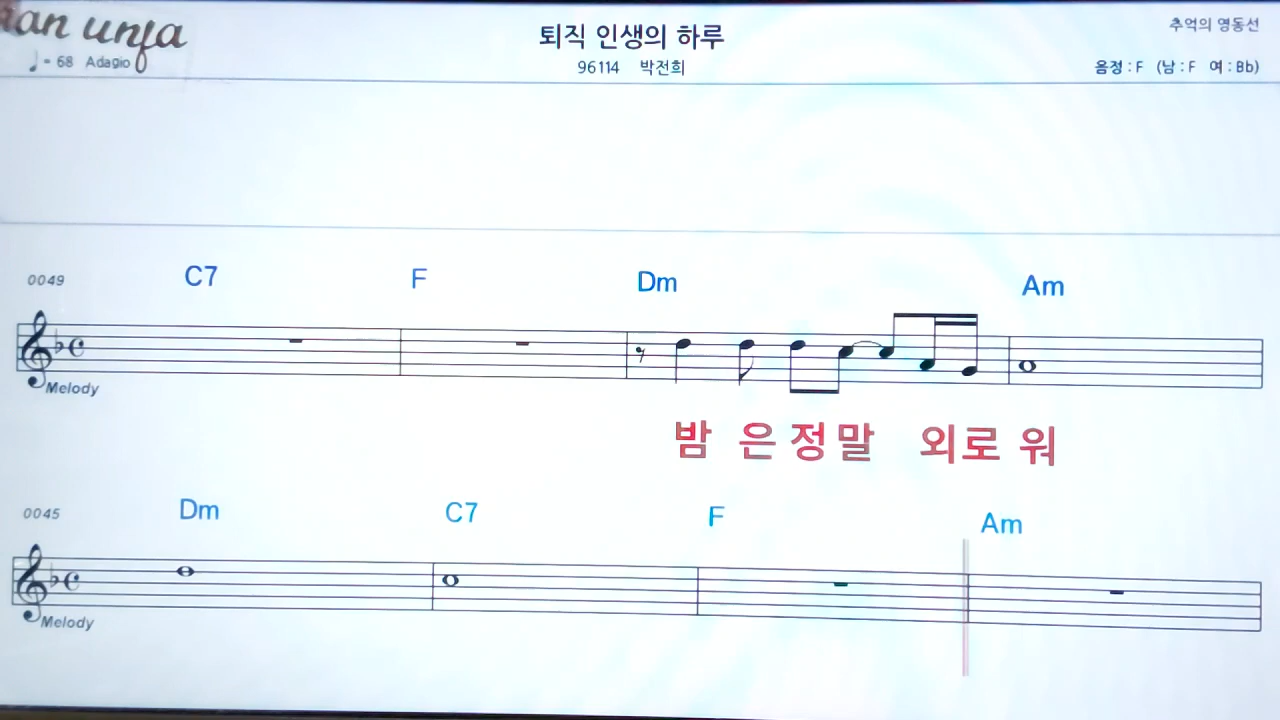 퇴직 인생의 하루
추억의 영동선
♩= 68 Adagio
96114 박전희
음정 : F (남 : F 여 : Bb)
0049 C7 F Dm Am
Melody
밤 은 정 말 외 로 워
0045 Dm C7 F Am
Melody